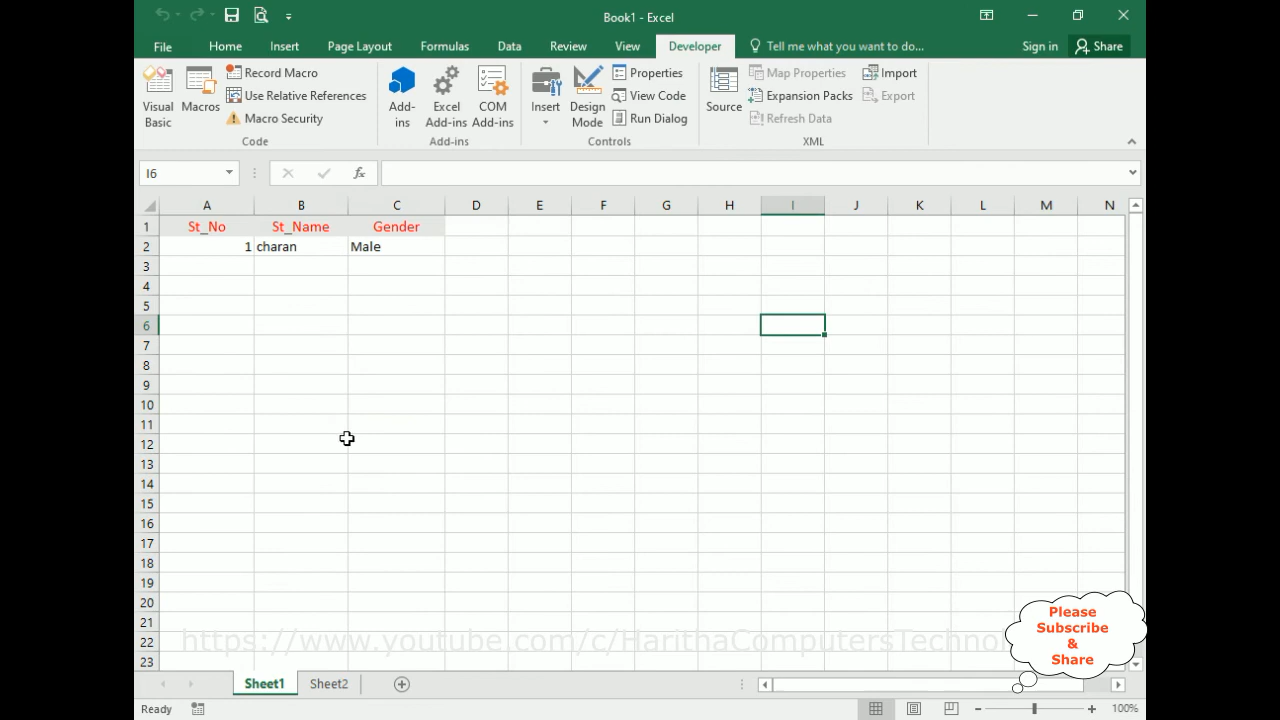 Book1 - Excel
File Home Insert Page Layout Formulas Data Review View Developer Tell me what you want to do... Sign in Share
Visual Basic
Macros
Record Macro
Use Relative References
Macro Security
Code
Add-ins
Excel Add-ins
COM Add-ins
Add-ins
Insert
Design Mode
Properties
View Code
Run Dialog
Controls
Source
Map Properties
Expansion Packs
Refresh Data
Import
Export
XML
I6
fx
A B C D E F G H I J K L M N
1 St_No St_Name Gender
2 1 charan Male
3
4
5
6
7
8
9
10
11
12
13
14
15
16
17
18
19
20
21
22
23
https://www.youtube.com/c/HarithaComputersTechno
Please
Subscribe
&
Share
Sheet1 Sheet2
Ready
100%